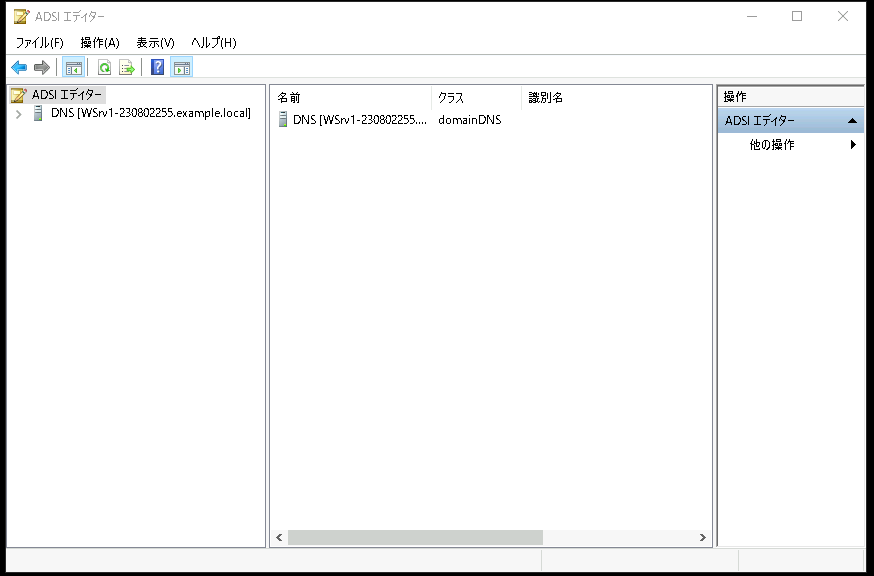 ADSI エディター
ファイル(F) 操作(A) 表示(V) ヘルプ(H)
ADSI エディター
DNS [WSrv1-230802255.example.local]
名前 クラス 識別名
DNS [WSrv1-230802255.... domainDNS
操作
ADSI エディター
他の操作